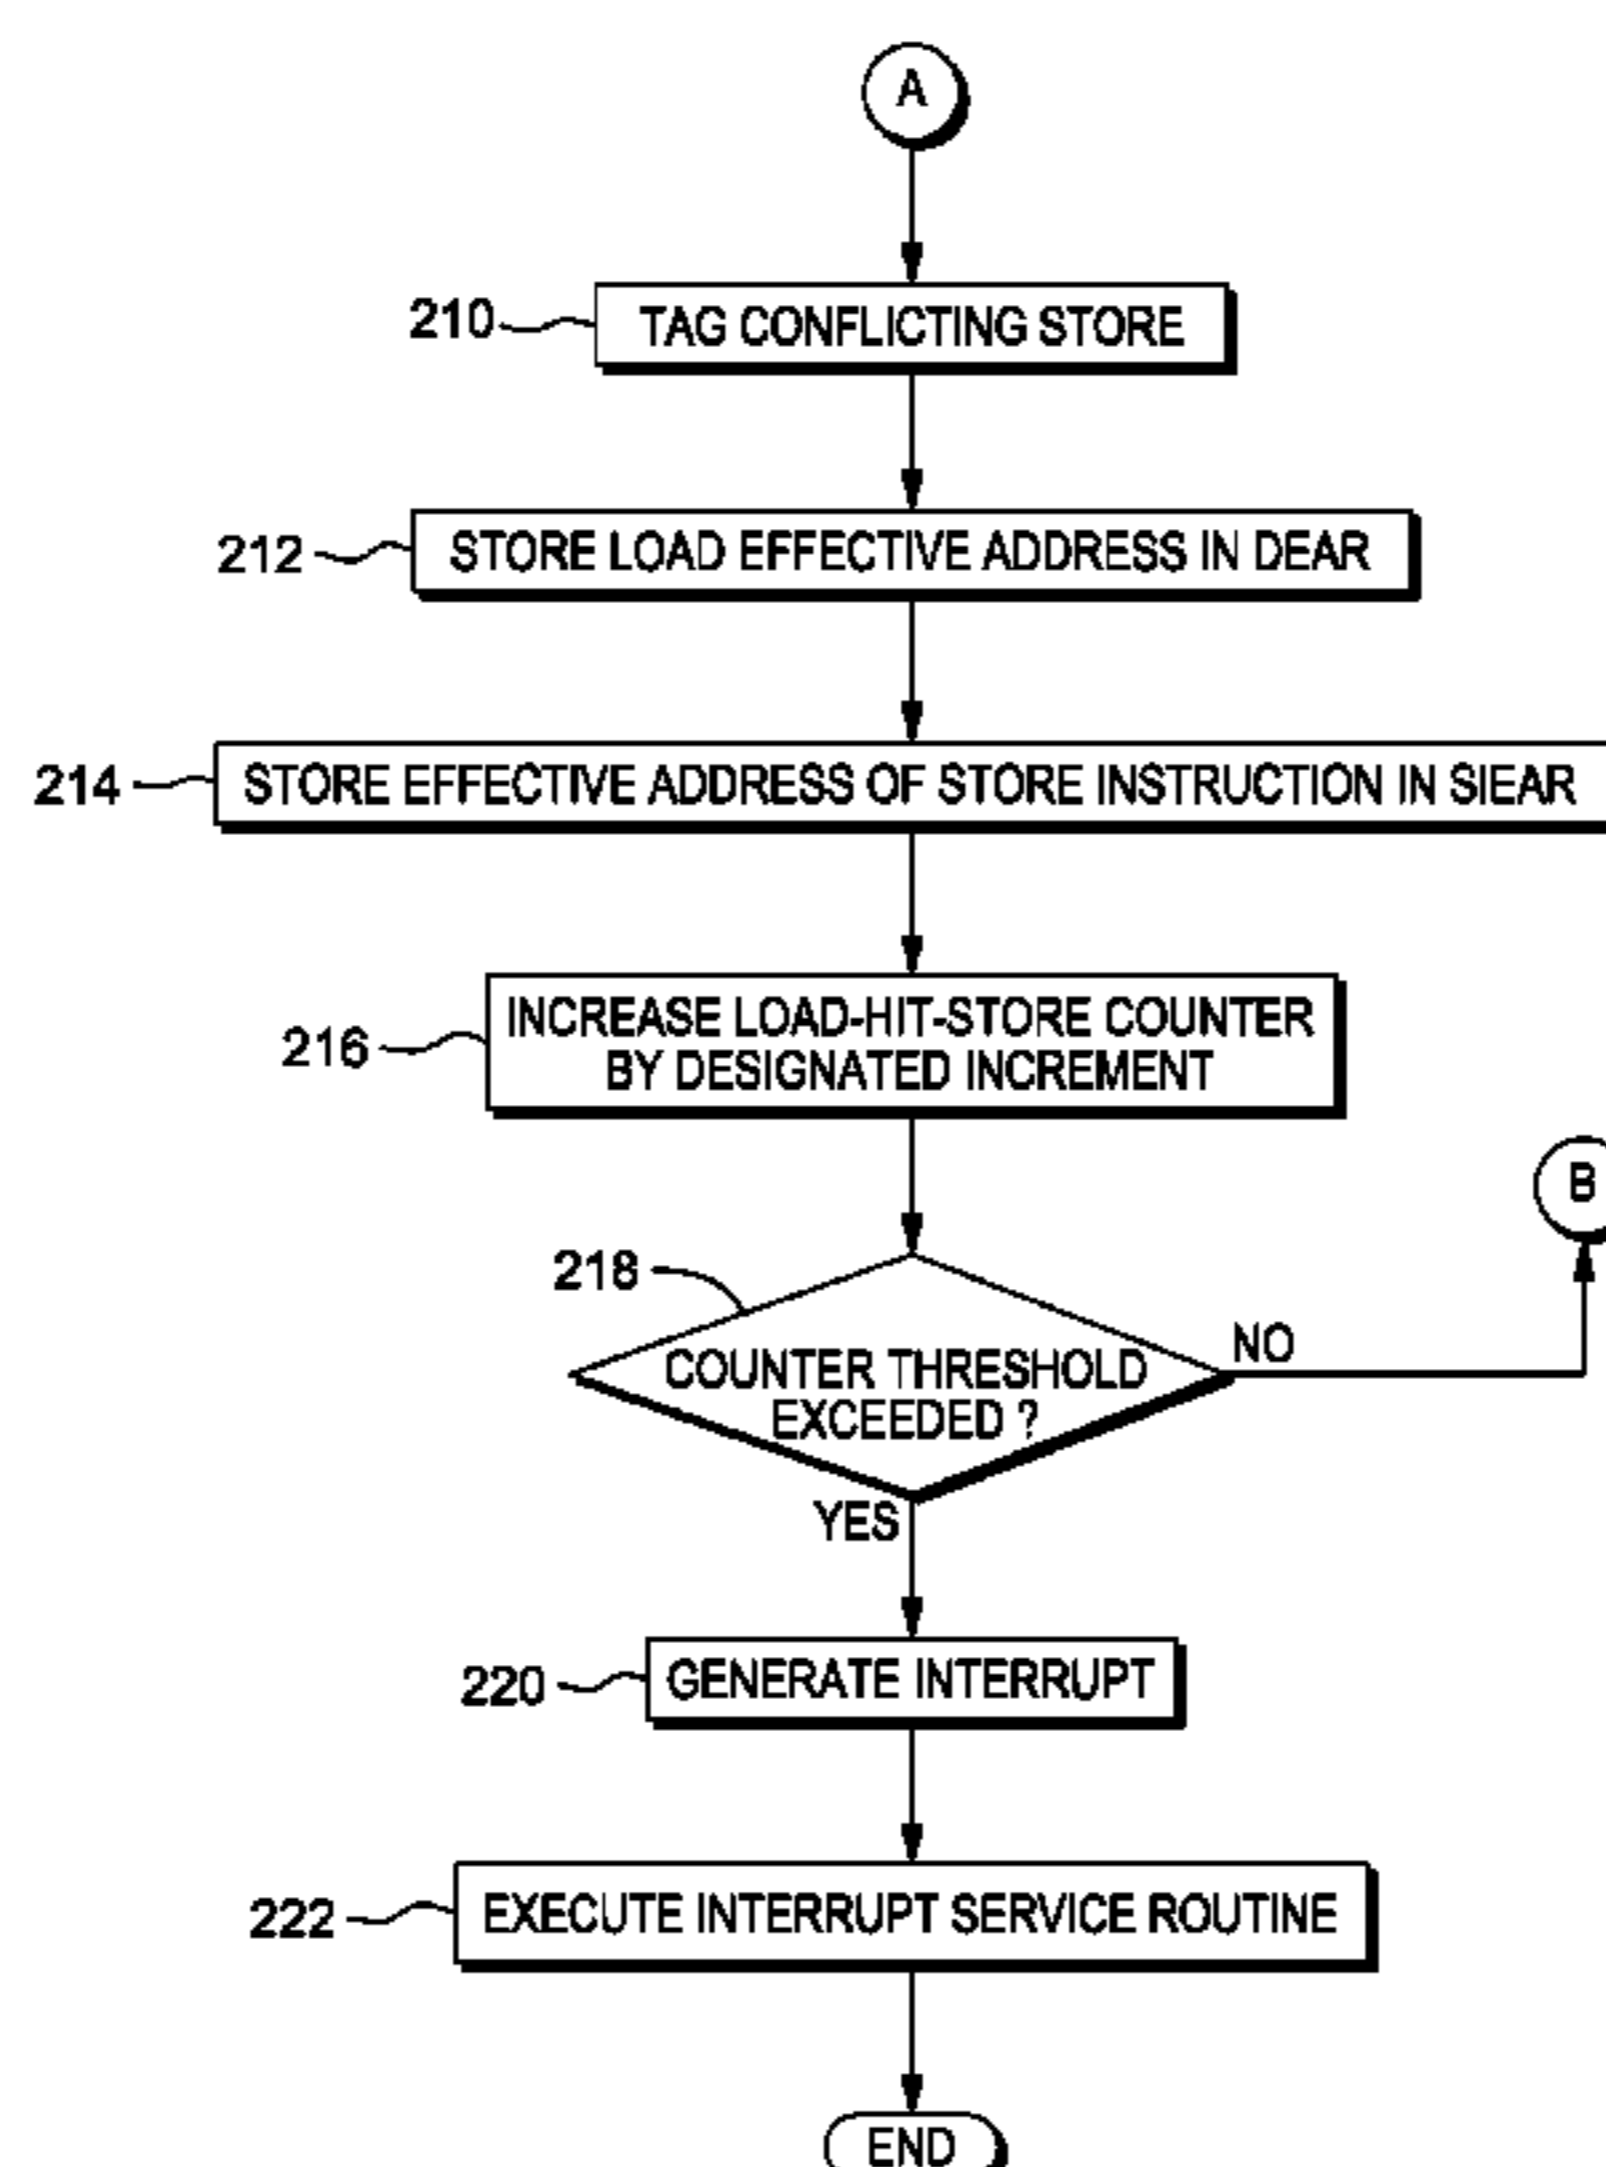 A
210
TAG CONFLICTING STORE
212
STORE LOAD EFFECTIVE ADDRESS IN DEAR
214
STORE EFFECTIVE ADDRESS OF STORE INSTRUCTION IN SIEAR
216
INCREASE LOAD-HIT-STORE COUNTER
BY DESIGNATED INCREMENT
B
218
COUNTER THRESHOLD
EXCEEDED ?
NO
YES
220
GENERATE INTERRUPT
222
EXECUTE INTERRUPT SERVICE ROUTINE
END